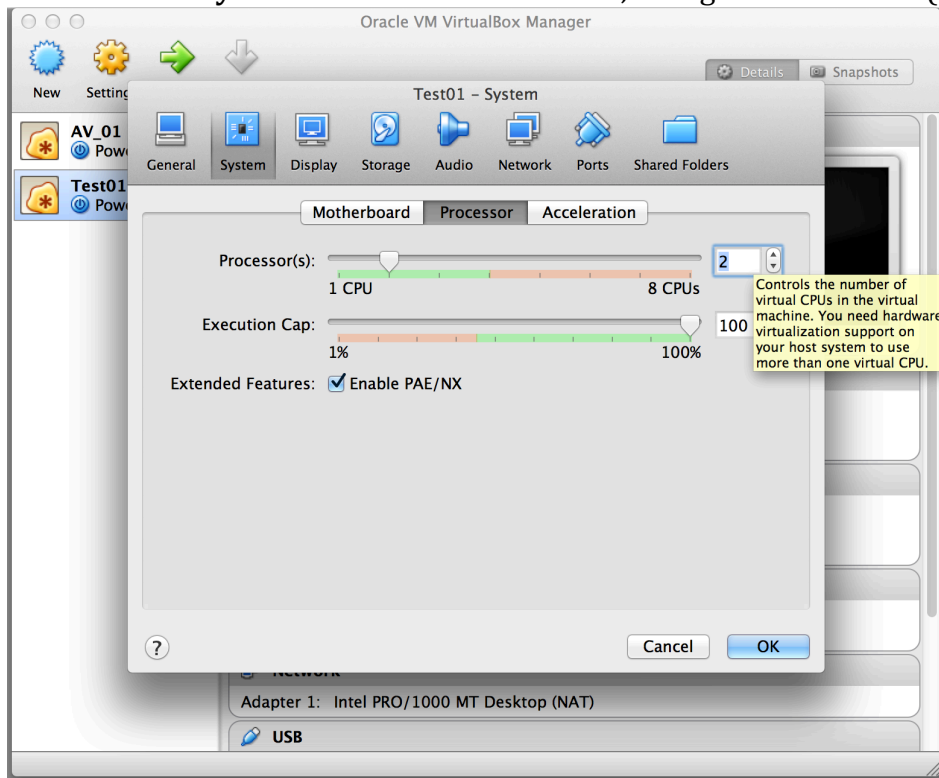 Oracle VM VirtualBox Manager
New
Setting
Details
Snapshots
Test01 – System
AV_01
Powe
Test01
Powe
General
System
Display
Storage
Audio
Network
Ports
Shared Folders
Motherboard
Processor
Acceleration
Processor(s):
2
1 CPU
8 CPUs
Controls the number of
virtual CPUs in the virtual
machine. You need hardware
virtualization support on
your host system to use
more than one virtual CPU.
Execution Cap:
100
1%
100%
Extended Features:
Enable PAE/NX
?
Cancel
OK
Network
Adapter 1: Intel PRO/1000 MT Desktop (NAT)
USB